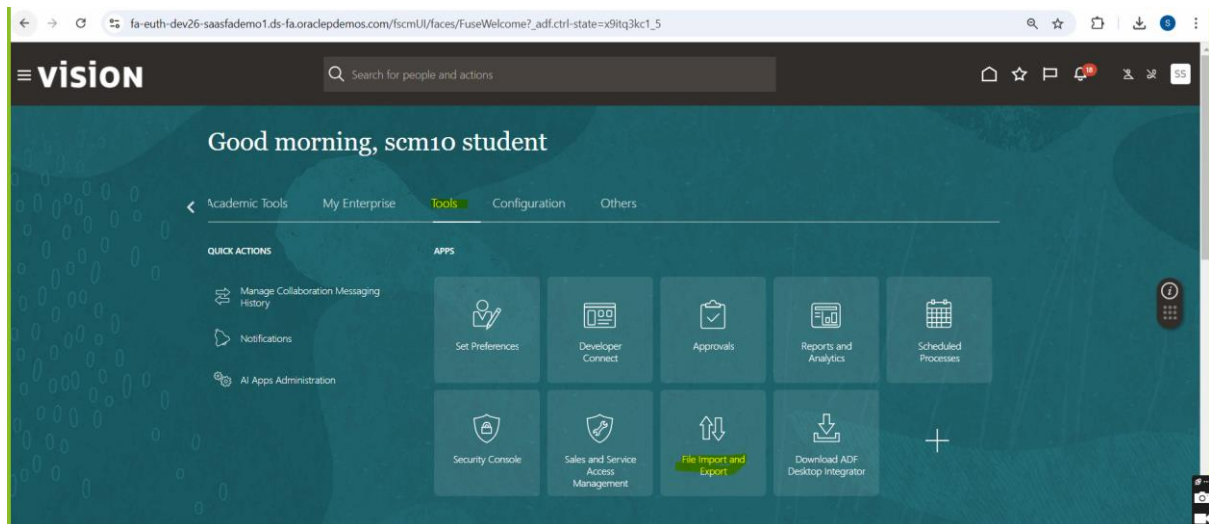 fa-euth-dev26-saasfademo1.ds-fa.oraclepdemos.com/fscmUI/faces/FuseWelcome?_adf.ctrl-state=x9itq3kc1_5
S
vision
Search for people and actions
18
SS
Good morning, scm10 student
Academic Tools
My Enterprise
Tools
Configuration
Others
QUICK ACTIONS
Manage Collaboration Messaging
History
Notifications
AI Apps Administration
APPS
Set Preferences
Developer
Connect
Approvals
Reports and
Analytics
Scheduled
Processes
Security Console
Sales and Service
Access
Management
File Import and
Export
Download ADF
Desktop Integrator